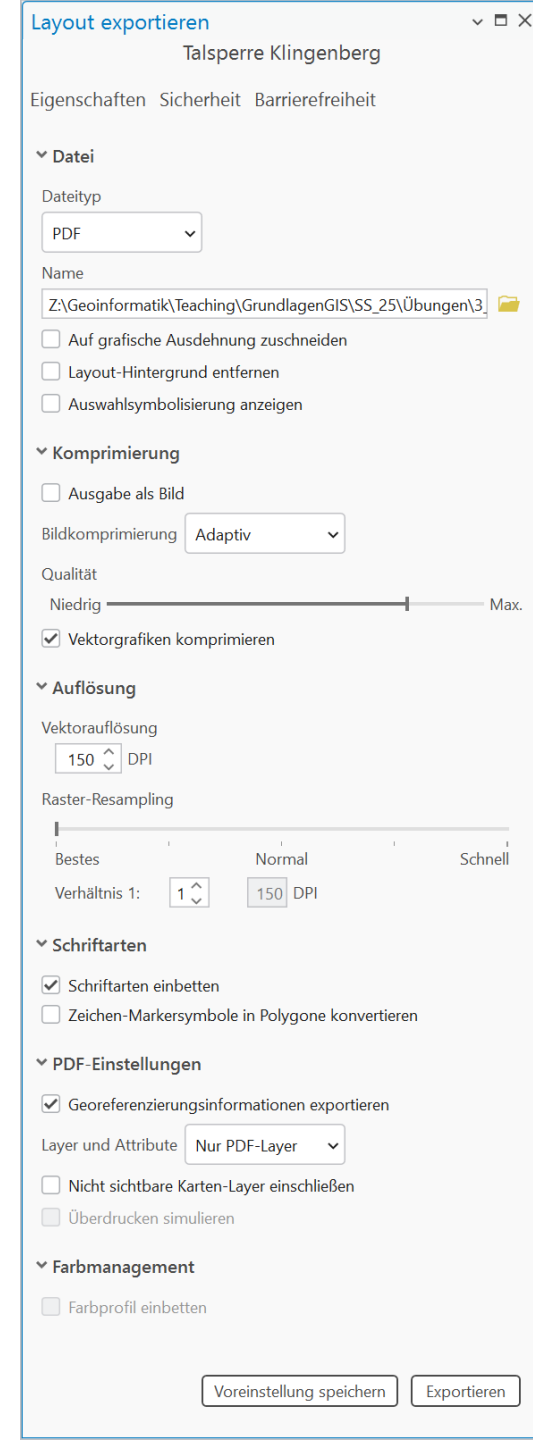 Layout exportieren
Talsperre Klingenberg
Eigenschaften Sicherheit Barrierefreiheit
Datei
Dateityp
PDF
Name
Z:\Geoinformatik\Teaching\GrundlagenGIS\SS_25\Übungen\3_
Auf grafische Ausdehnung zuschneiden
Layout-Hintergrund entfernen
Auswahlsymbolisierung anzeigen
Komprimierung
Ausgabe als Bild
Bildkomprimierung Adaptiv
Qualität
Niedrig Max.
Vektorgrafiken komprimieren
Auflösung
Vektorauflösung
150 DPI
Raster-Resampling
Bestes Normal Schnell
Verhältnis 1: 1 150 DPI
Schriftarten
Schriftarten einbetten
Zeichen-Markersymbole in Polygone konvertieren
PDF-Einstellungen
Georeferenzierungsinformationen exportieren
Layer und Attribute Nur PDF-Layer
Nicht sichtbare Karten-Layer einschließen
Überdrucken simulieren
Farbmanagement
Farbprofil einbetten
Voreinstellung speichern Exportieren